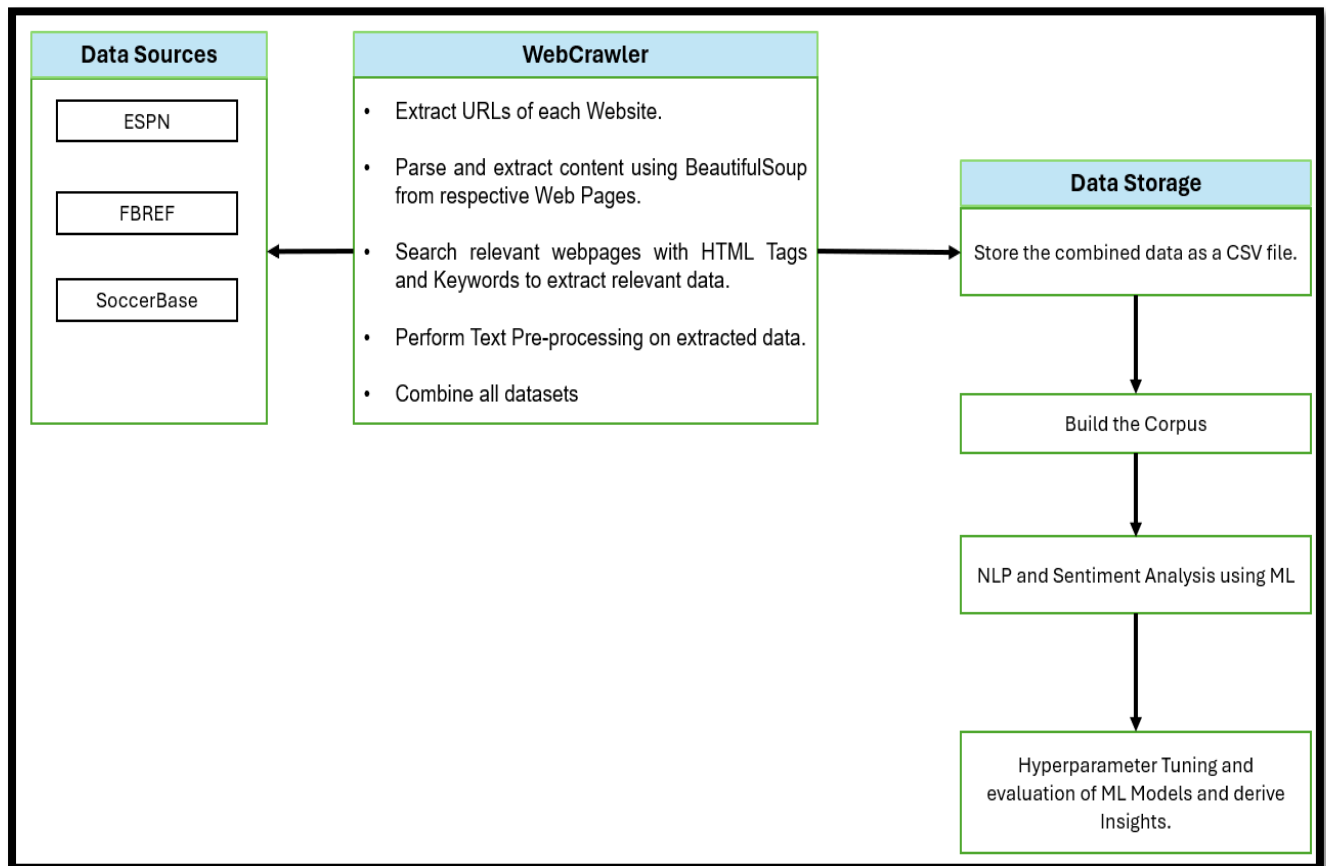 Data Sources
ESPN
FBREF
SoccerBase
WebCrawler
• Extract URLs of each Website.
• Parse and extract content using BeautifulSoup
from respective Web Pages.
• Search relevant webpages with HTML Tags
and Keywords to extract relevant data.
• Perform Text Pre-processing on extracted data.
• Combine all datasets
Data Storage
Store the combined data as a CSV file.
Build the Corpus
NLP and Sentiment Analysis using ML
Hyperparameter Tuning and
evaluation of ML Models and derive
Insights.